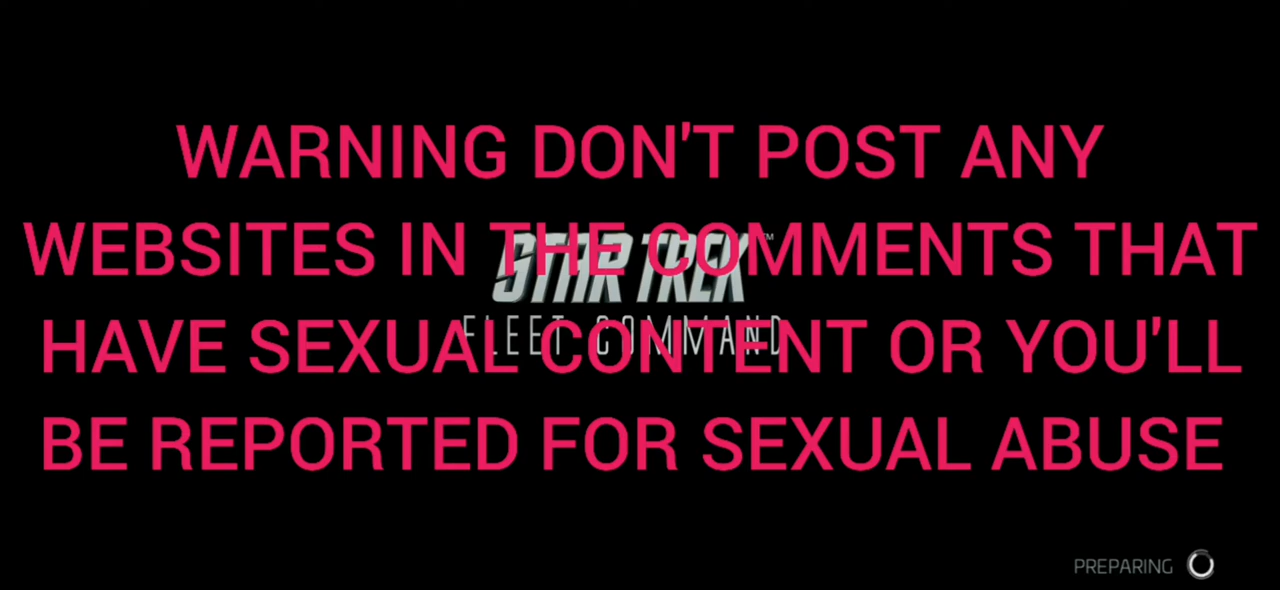 WARNING DON'T POST ANY
WEBSITES IN THE COMMENTS THAT
STAR TREK™
HAVE SEXUAL CONTENT OR YOU'LL
FLEET COMMAND
BE REPORTED FOR SEXUAL ABUSE
PREPARING